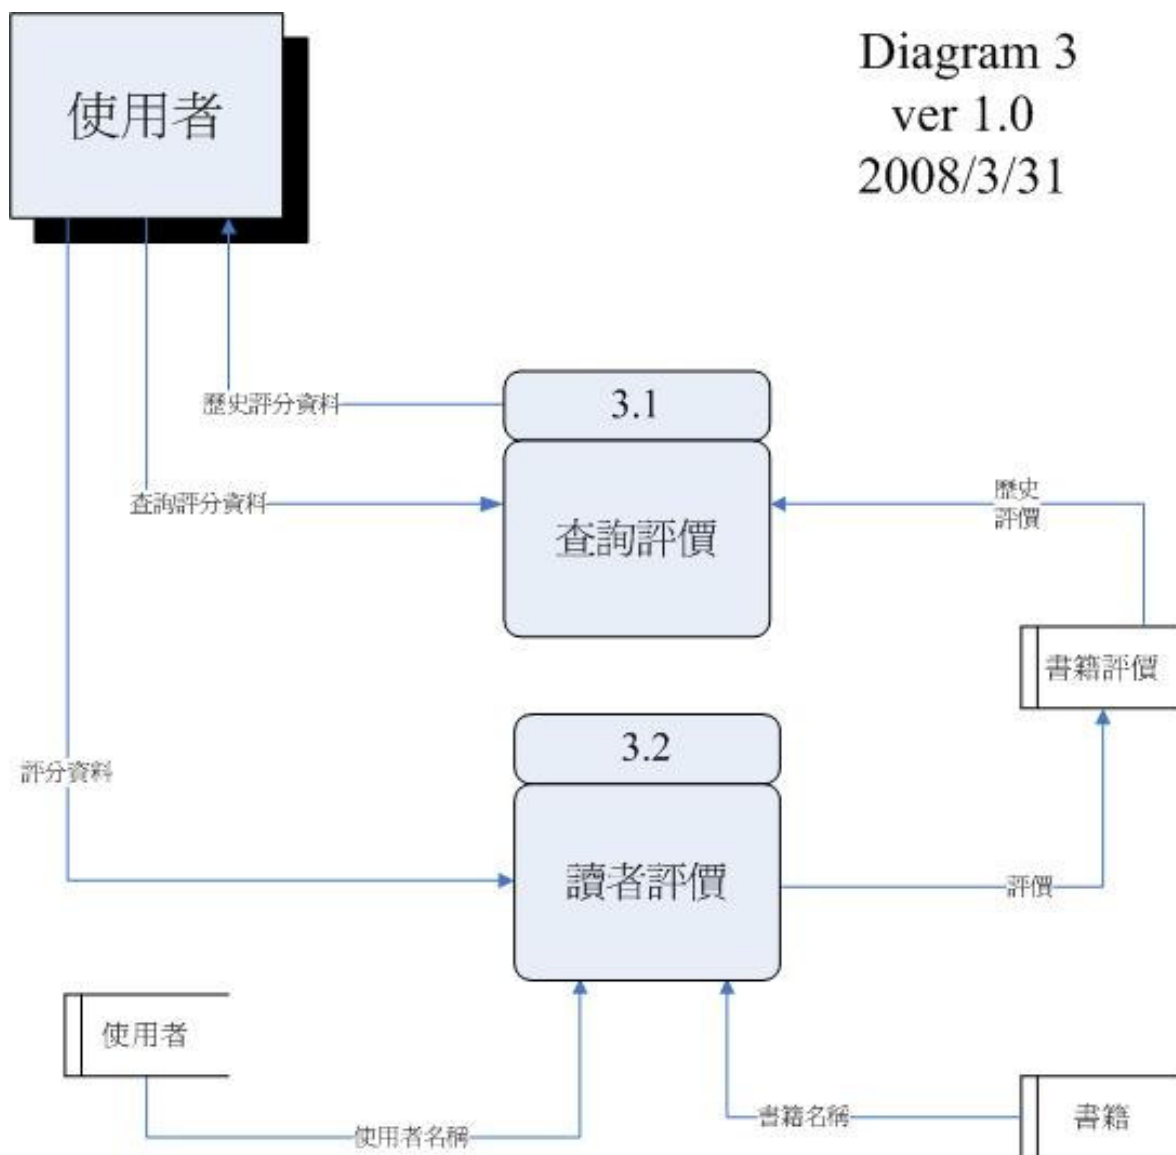 使用者
Diagram 3
ver 1.0
2008/3/31
歷史評分資料
3.1
查詢評分資料
查詢評價
歷史
評價
書籍評價
3.2
評分資料
讀者評價
評價
使用者
使用者名稱
書籍名稱
書籍